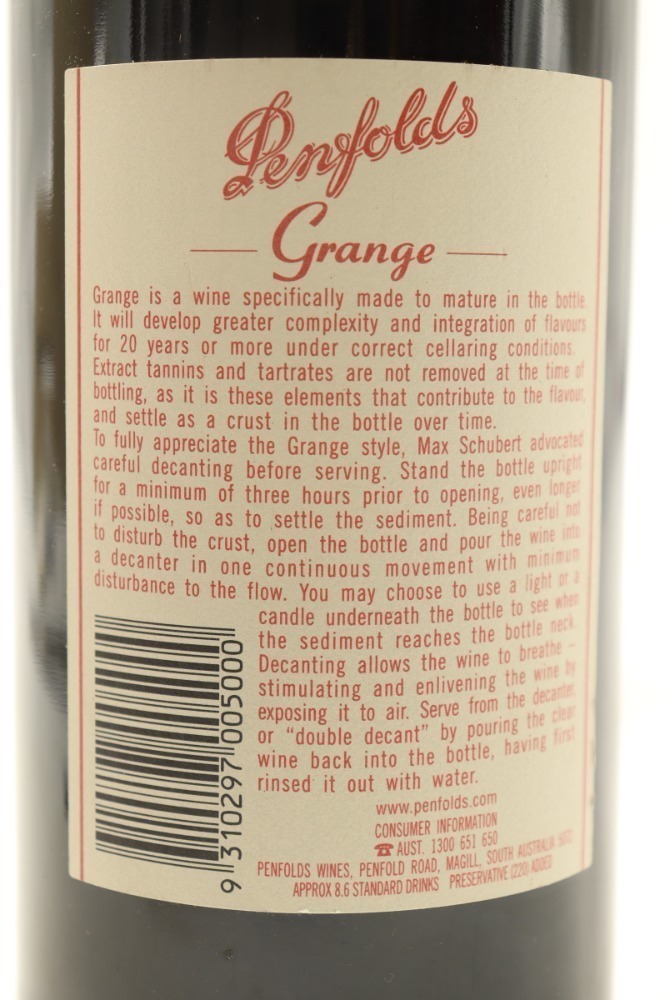 Penfolds
Grange
Grange is a wine specifically made to mature in the bottle.
It will develop greater complexity and integration of flavours
for 20 years or more under correct cellaring conditions.
Extract tannins and tartrates are not removed at the time of
bottling, as it is these elements that contribute to the flavour,
and settle as a crust in the bottle over time.
To fully appreciate the Grange style, Max Schubert advocated
careful decanting before serving. Stand the bottle upright
for a minimum of three hours prior to opening, even longer
if possible, so as to settle the sediment. Being careful not
to disturb the crust, open the bottle and pour the wine into
a decanter in one continuous movement with minimum
disturbance to the flow. You may choose to use a light or a
candle underneath the bottle to see when
the sediment reaches the bottle neck.
Decanting allows the wine to breathe –
stimulating and enlivening the wine by
exposing it to air. Serve from the decanter,
or “double decant” by pouring the clear
wine back into the bottle, having first
rinsed it out with water.
www.penfolds.com
CONSUMER INFORMATION
☎ AUST. 1300 651 650
PENFOLDS WINES, PENFOLD ROAD, MAGILL, SOUTH AUSTRALIA 5072
APPROX 8.6 STANDARD DRINKS PRESERVATIVE (220) ADDED
9 310297 005000